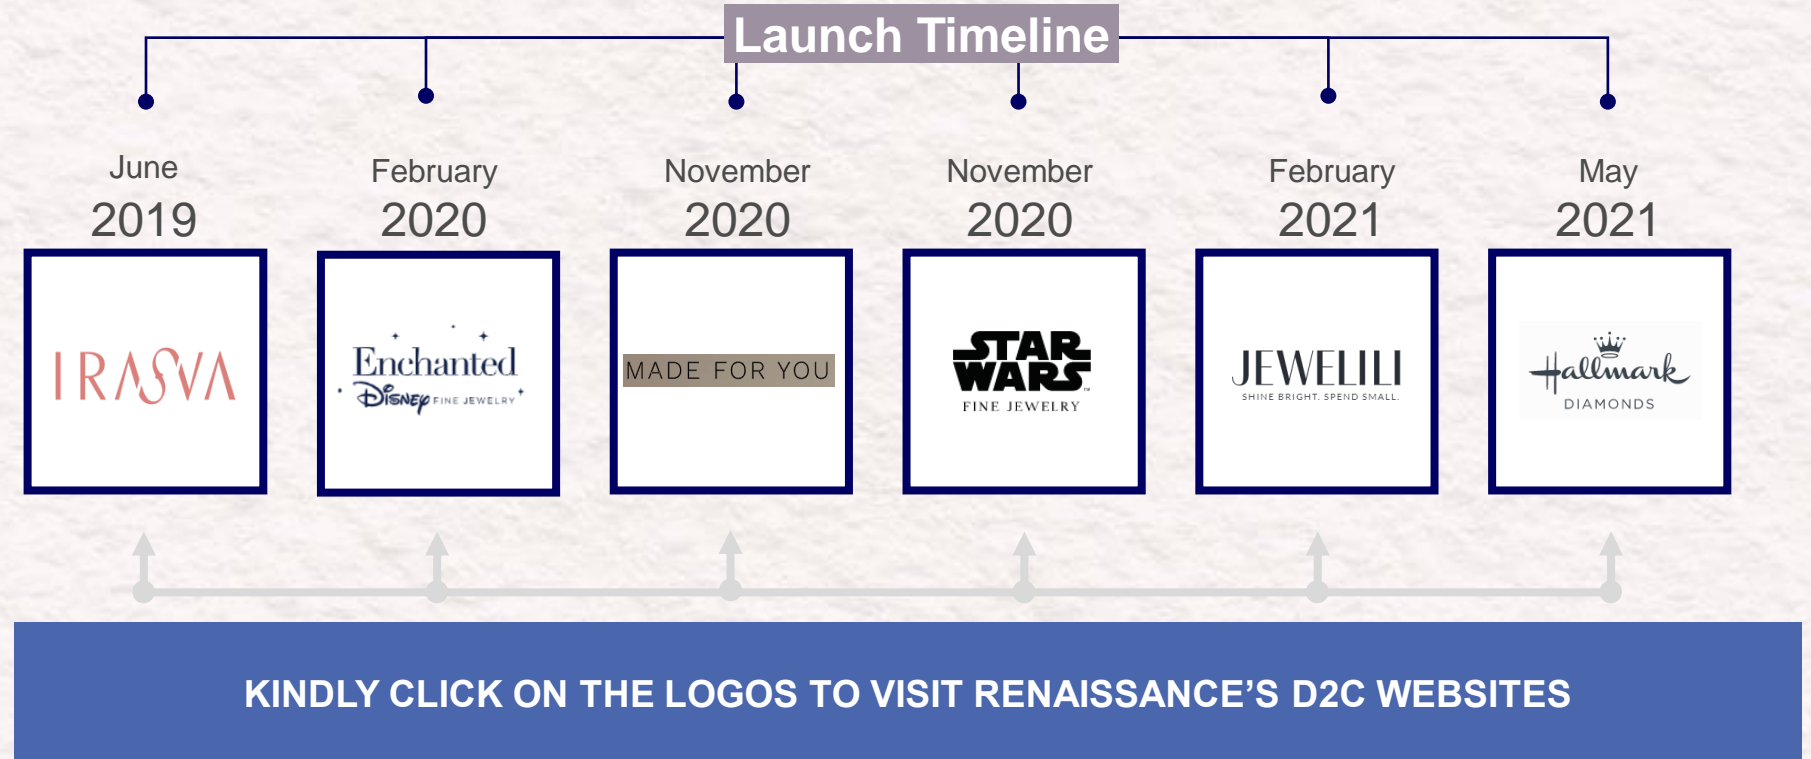 Launch Timeline
June
2019
February
2020
November
2020
November
2020
February
2021
May
2021
IRASVA
Enchanted
Disney FINE JEWELRY
MADE FOR YOU
STAR
WARS™
FINE JEWELRY
JEWELILI
SHINE BRIGHT. SPEND SMALL.
Hallmark
DIAMONDS
KINDLY CLICK ON THE LOGOS TO VISIT RENAISSANCE’S D2C WEBSITES